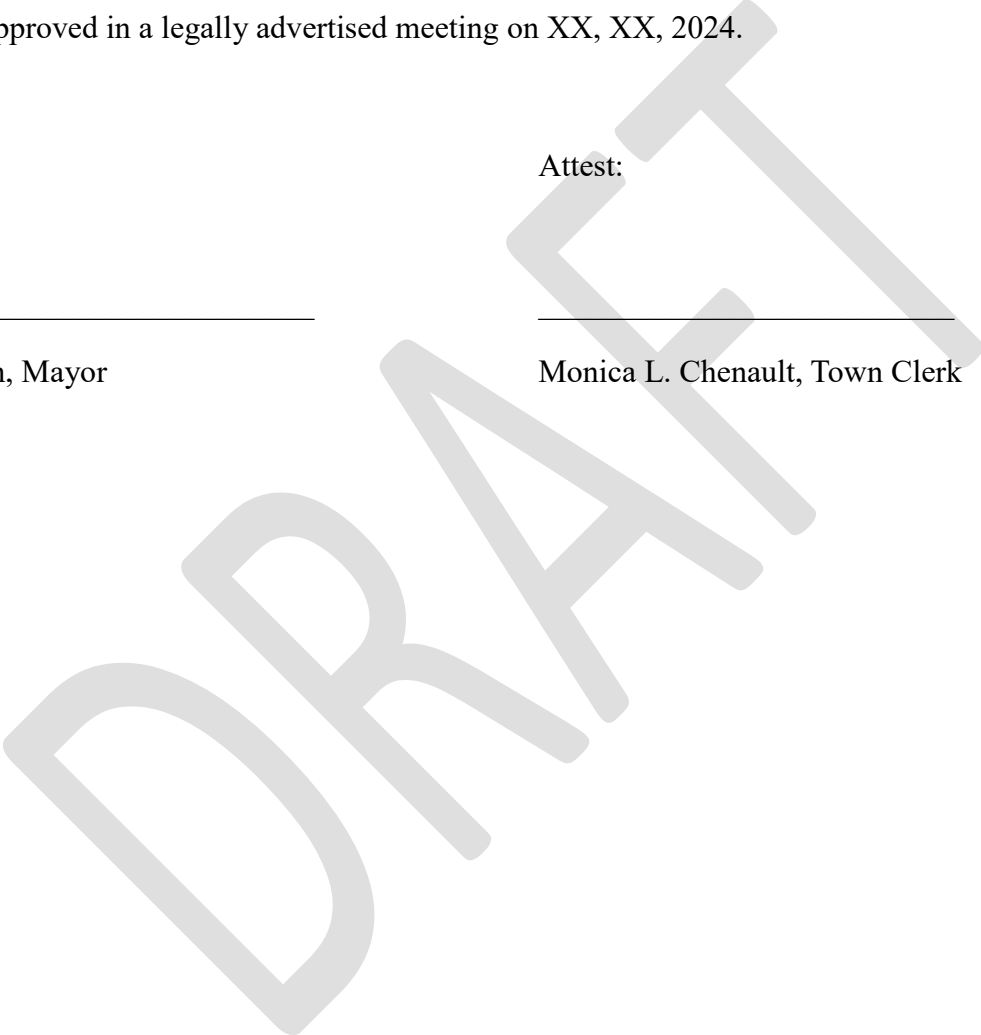 pproved in a legally advertised meeting on XX, XX, 2024.
Attest:
, Mayor
Monica L. Chenault, Town Clerk
DRAFT